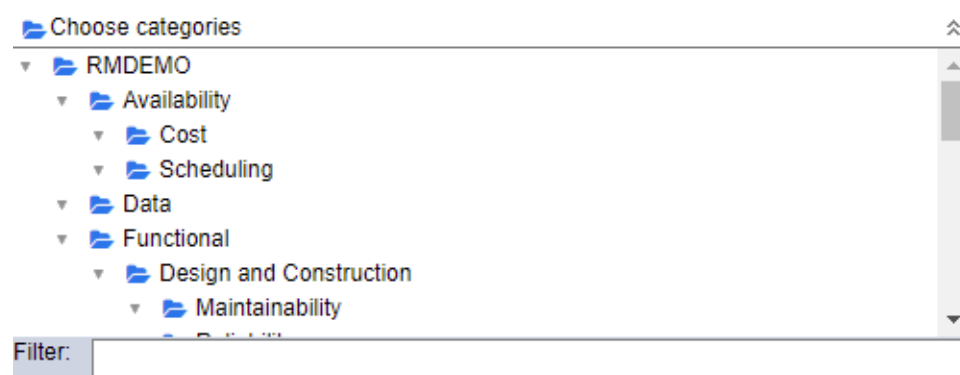 Choose categories
RMDEMO
Availability
Cost
Scheduling
Data
Functional
Design and Construction
Maintainability
Filter: